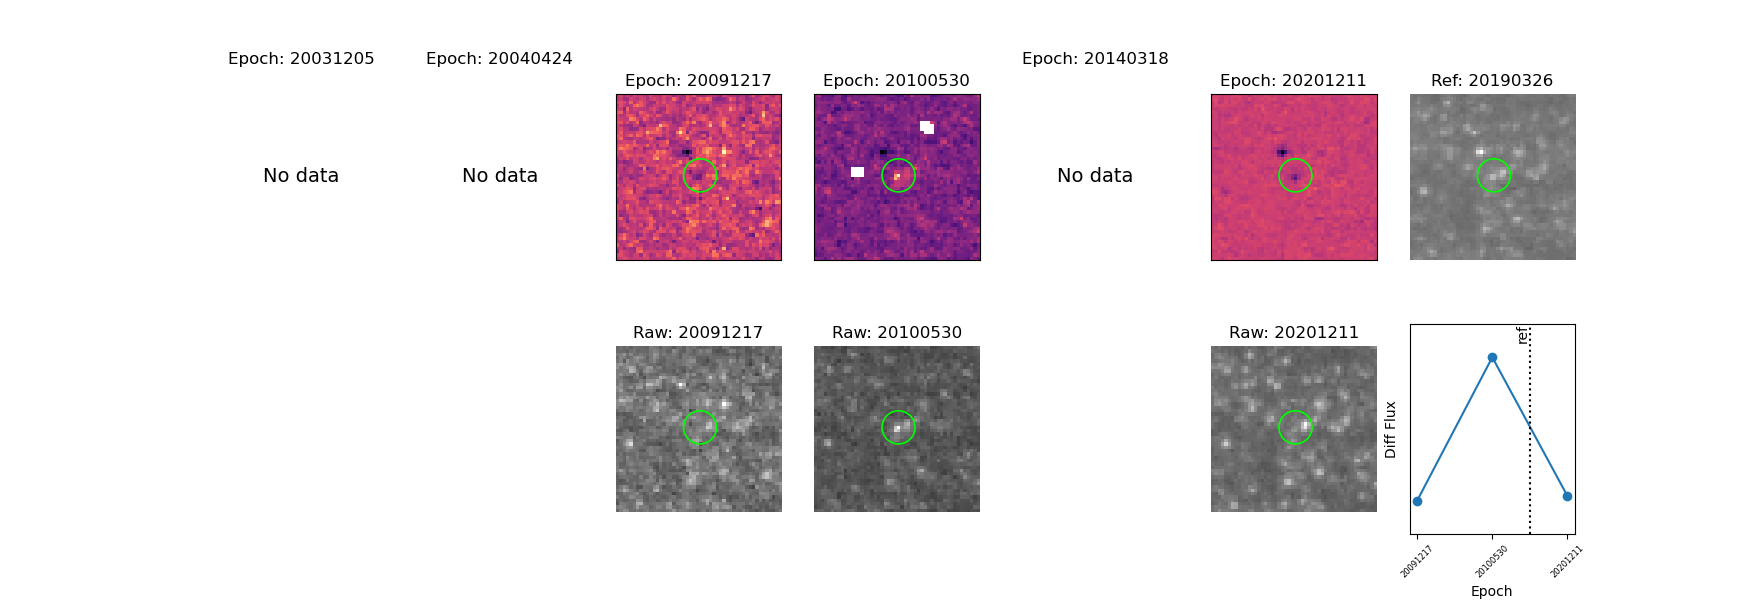 Epoch: 20031205
Epoch: 20040424
Epoch: 20091217
Epoch: 20100530
Epoch: 20140318
Epoch: 20201211
Ref: 20190326
No data
No data
No data
Raw: 20091217
Raw: 20100530
Raw: 20201211
ref
Diff Flux
20091217
20100530
20201211
Epoch